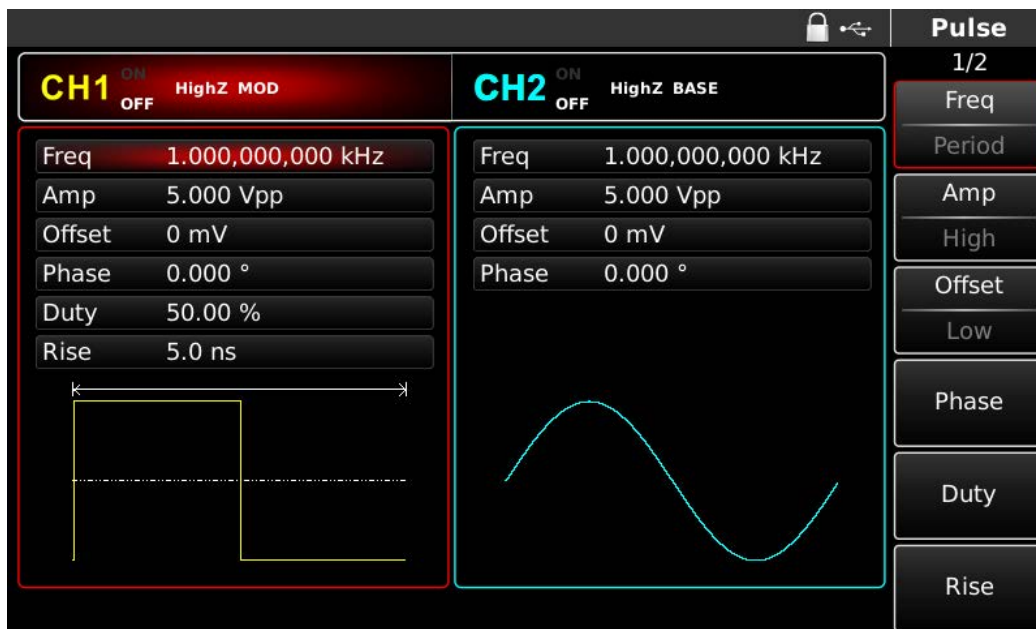 Pulse
1/2
CH1 ON OFF HighZ MOD
CH2 ON OFF HighZ BASE
Freq 1.000,000,000 kHz
Amp 5.000 Vpp
Offset 0 mV
Phase 0.000 °
Duty 50.00 %
Rise 5.0 ns
Freq 1.000,000,000 kHz
Amp 5.000 Vpp
Offset 0 mV
Phase 0.000 °
Freq
Period
Amp
High
Offset
Low
Phase
Duty
Rise